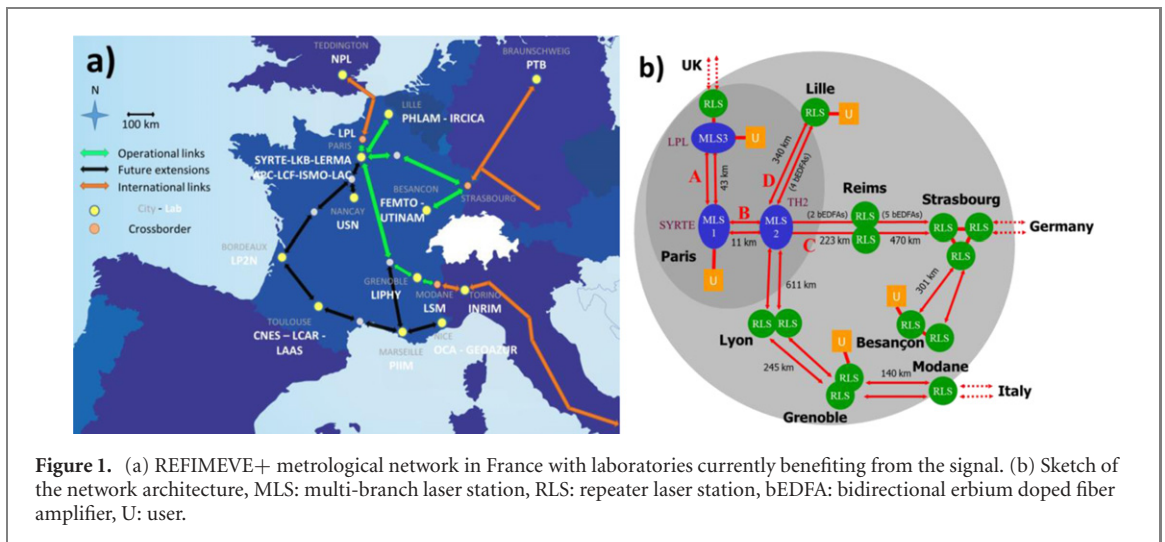 a)
N
100 km
Operational links
Future extensions
International links
City - Lab
Crossborder
TEDDINGTON
NPL
BRAUNSCHWEIG
PTB
LILLE
PHLAM - IRCICA
LPL
PARIS
SYRTE-LKB-LERMA
APC-LCF-ISMO-LAC
BESANCON
FEMTO -
UTINAM
STRASBOURG
NANCAY
USN
BORDEAUX
LP2N
GRENOBLE
LIPHY
MODANE
LSM
TORINO
INRIM
TOULOUSE
CNES – LCAR -
LAAS
MARSEILLE
PIIM
NICE
OCA - GEOAZUR
b)
UK
RLS
LPL
MLS3
U
A
43 km
Lille
RLS
U
340 km
(4 bEDFAs)
D
TH2
SYRTE
MLS
1
B
11 km
MLS
2
C
Paris
U
Reims
RLS
RLS
(2 bEDFAs)
(5 bEDFAs)
223 km
470 km
Strasbourg
RLS
RLS
RLS
Germany
301 km
U
RLS
RLS
Besançon
611 km
RLS
RLS
Lyon
245 km
U
RLS
RLS
Grenoble
140 km
Modane
RLS
RLS
Italy
Figure 1. (a) REFIMEVE+ metrological network in France with laboratories currently benefiting from the signal. (b) Sketch of
the network architecture, MLS: multi-branch laser station, RLS: repeater laser station, bEDFA: bidirectional erbium doped fiber
amplifier, U: user.